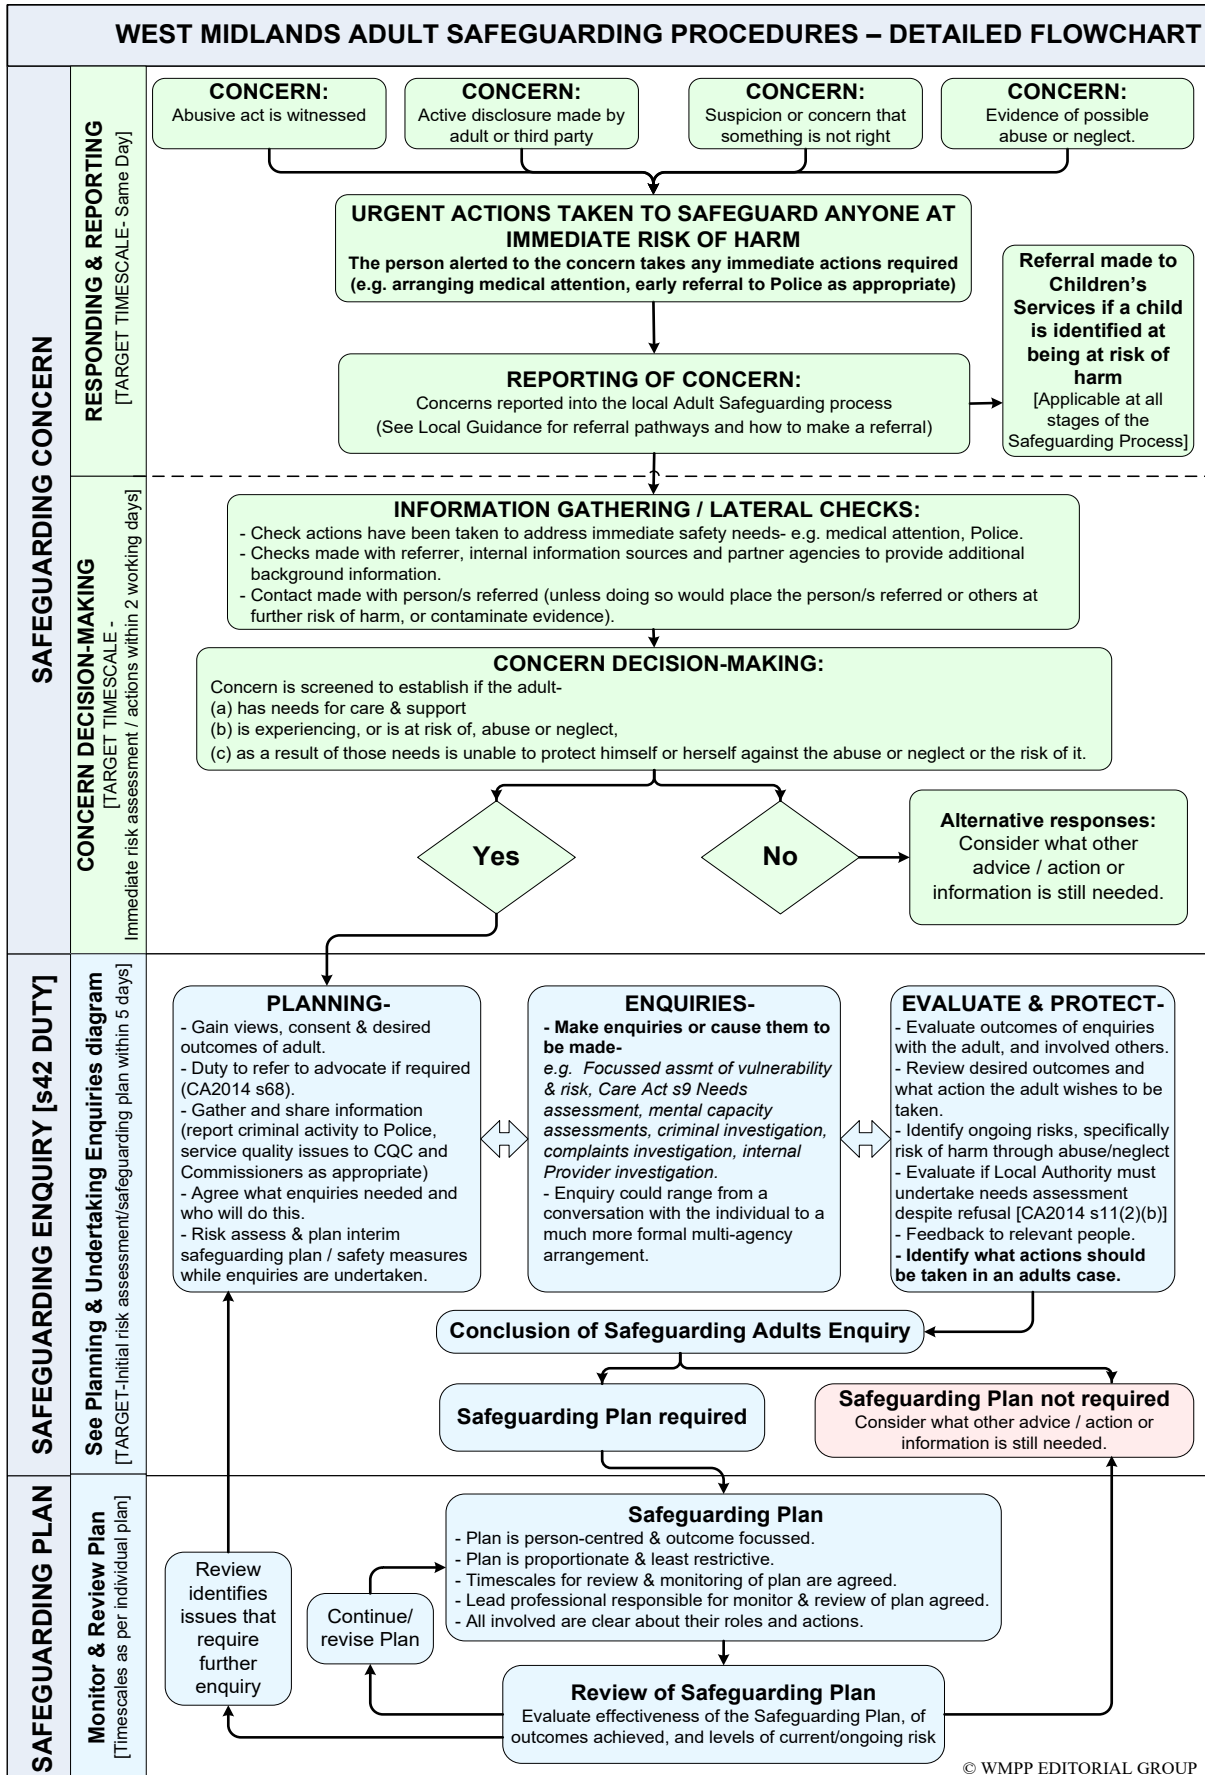 WEST MIDLANDS ADULT SAFEGUARDING PROCEDURES – DETAILED FLOWCHART
SAFEGUARDING CONCERN
RESPONDING & REPORTING
[TARGET TIMESCALE- Same Day]
CONCERN:
Abusive act is witnessed
CONCERN:
Active disclosure made by
adult or third party
CONCERN:
Suspicion or concern that
something is not right
CONCERN:
Evidence of possible
abuse or neglect.
URGENT ACTIONS TAKEN TO SAFEGUARD ANYONE AT
IMMEDIATE RISK OF HARM
The person alerted to the concern takes any immediate actions required
(e.g. arranging medical attention, early referral to Police as appropriate)
REPORTING OF CONCERN:
Concerns reported into the local Adult Safeguarding process
(See Local Guidance for referral pathways and how to make a referral)
Referral made to
Children's
Services if a child
is identified at
being at risk of
harm
[Applicable at all
stages of the
Safeguarding Process]
CONCERN DECISION-MAKING
[TARGET TIMESCALE -
Immediate risk assessment / actions within 2 working days]
INFORMATION GATHERING / LATERAL CHECKS:
- Check actions have been taken to address immediate safety needs- e.g. medical attention, Police.
- Checks made with referrer, internal information sources and partner agencies to provide additional
background information.
- Contact made with person/s referred (unless doing so would place the person/s referred or others at
further risk of harm, or contaminate evidence).
CONCERN DECISION-MAKING:
Concern is screened to establish if the adult-
(a) has needs for care & support
(b) is experiencing, or is at risk of, abuse or neglect,
(c) as a result of those needs is unable to protect himself or herself against the abuse or neglect or the risk of it.
Yes
No
Alternative responses:
Consider what other
advice / action or
information is still needed.
SAFEGUARDING ENQUIRY [s42 DUTY]
See Planning & Undertaking Enquiries diagram
[TARGET-Initial risk assessment/safeguarding plan within 5 days]
PLANNING-
- Gain views, consent & desired
outcomes of adult.
- Duty to refer to advocate if required
(CA2014 s68).
- Gather and share information
(report criminal activity to Police,
service quality issues to CQC and
Commissioners as appropriate)
- Agree what enquiries needed and
who will do this.
- Risk assess & plan interim
safeguarding plan / safety measures
while enquiries are undertaken.
ENQUIRIES-
- Make enquiries or cause them to
be made-
e.g. Focussed assmt of vulnerability
& risk, Care Act s9 Needs
assessment, mental capacity
assessments, criminal investigation,
complaints investigation, internal
Provider investigation.
- Enquiry could range from a
conversation with the individual to a
much more formal multi-agency
arrangement.
EVALUATE & PROTECT-
- Evaluate outcomes of enquiries
with the adult, and involved others.
- Review desired outcomes and
what action the adult wishes to be
taken.
- Identify ongoing risks, specifically
risk of harm through abuse/neglect
- Evaluate if Local Authority must
undertake needs assessment
despite refusal [CA2014 s11(2)(b)]
- Feedback to relevant people.
- Identify what actions should
be taken in an adults case.
Conclusion of Safeguarding Adults Enquiry
Safeguarding Plan required
Safeguarding Plan not required
Consider what other advice / action or
information is still needed.
SAFEGUARDING PLAN
Monitor & Review Plan
[Timescales as per individual plan]
Review
identifies
issues that
require
further
enquiry
Continue/
revise Plan
Safeguarding Plan
- Plan is person-centred & outcome focussed.
- Plan is proportionate & least restrictive.
- Timescales for review & monitoring of plan are agreed.
- Lead professional responsible for monitor & review of plan agreed.
- All involved are clear about their roles and actions.
Review of Safeguarding Plan
Evaluate effectiveness of the Safeguarding Plan, of
outcomes achieved, and levels of current/ongoing risk
© WMPP EDITORIAL GROUP